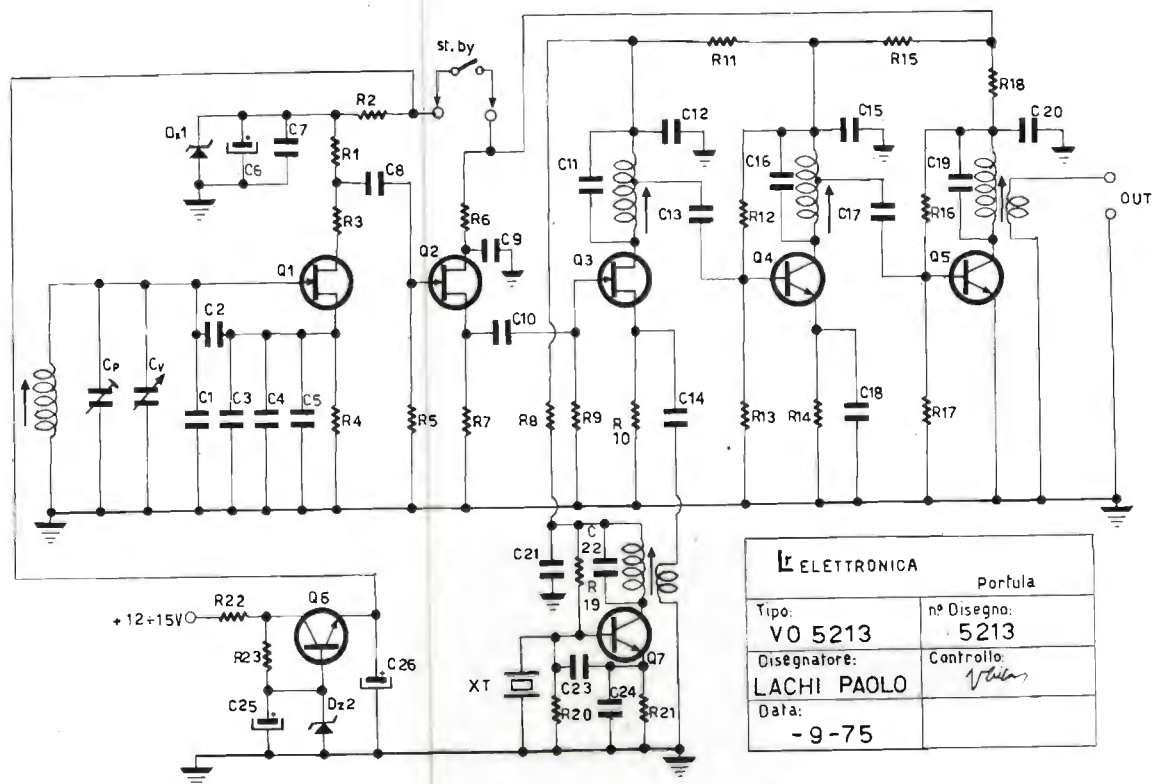 st.by
R11
R15
R18
R2
Dz1
C6
C7
R1
C8
R3
R6
C9
C12
C11
C13
C15
C16
R12
C17
C20
C19
R16
OUT
Q1
Q2
Q3
Q4
Q5
C2
C10
CP
CV
C1
C3
C4
C5
R4
R5
R7
R8
R9
R
10
C14
R13
R14
C18
R17
C21
C
22
R
19
Q7
XT
C23
C24
R20
R21
+12÷15V
R22
Q6
R23
C25
Dz2
C26
Lr ELETTRONICA
Portula
Tipo:
VO 5213
nº Disegno:
5213
Disegnatore:
LACHI PAOLO
Controllo:
Data:
-9-75